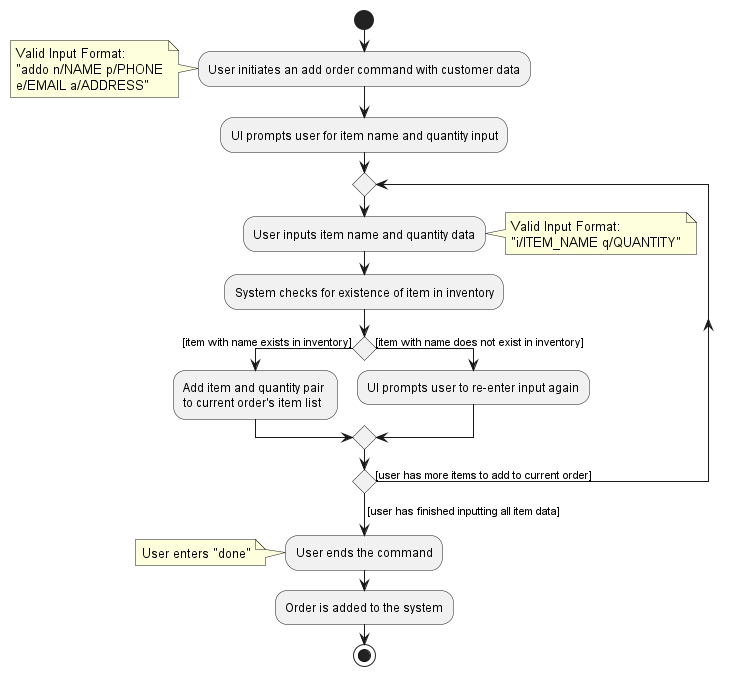 Valid Input Format:
"addo n/NAME p/PHONE
e/EMAIL a/ADDRESS"
User initiates an add order command with customer data
UI prompts user for item name and quantity input
User inputs item name and quantity data
Valid Input Format:
"i/ITEM_NAME q/QUANTITY"
System checks for existence of item in inventory
[item with name exists in inventory]
[item with name does not exist in inventory]
Add item and quantity pair
to current order's item list
UI prompts user to re-enter input again
[user has more items to add to current order]
[user has finished inputting all item data]
User enters "done"
User ends the command
Order is added to the system